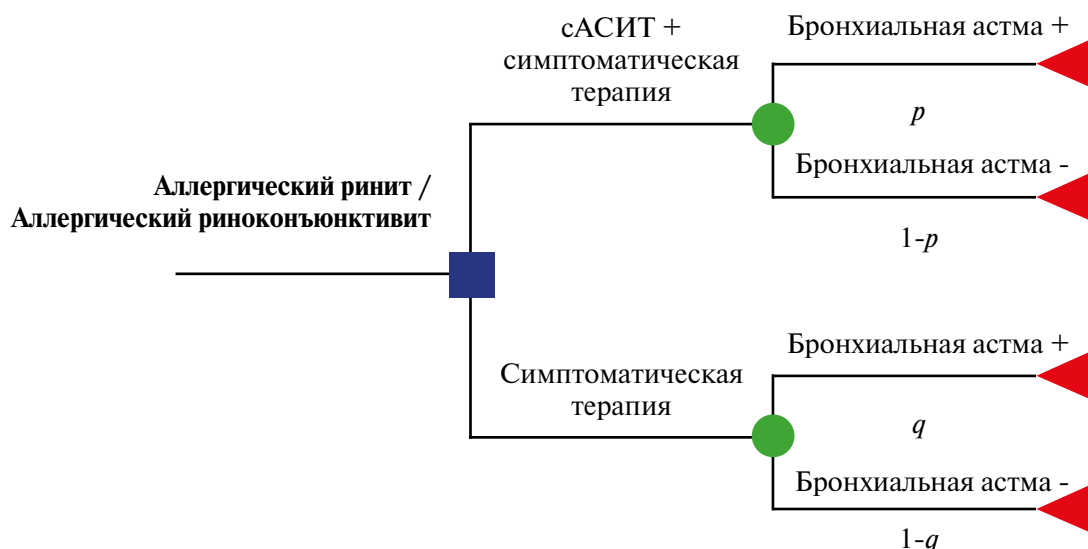 сАСИТ +
симптоматическая
терапия
Бронхиальная астма +
p
Бронхиальная астма -
1-p
Аллергический ринит /
Аллергический риноконъюнктивит
Симптоматическая
терапия
Бронхиальная астма +
q
Бронхиальная астма -
1-q